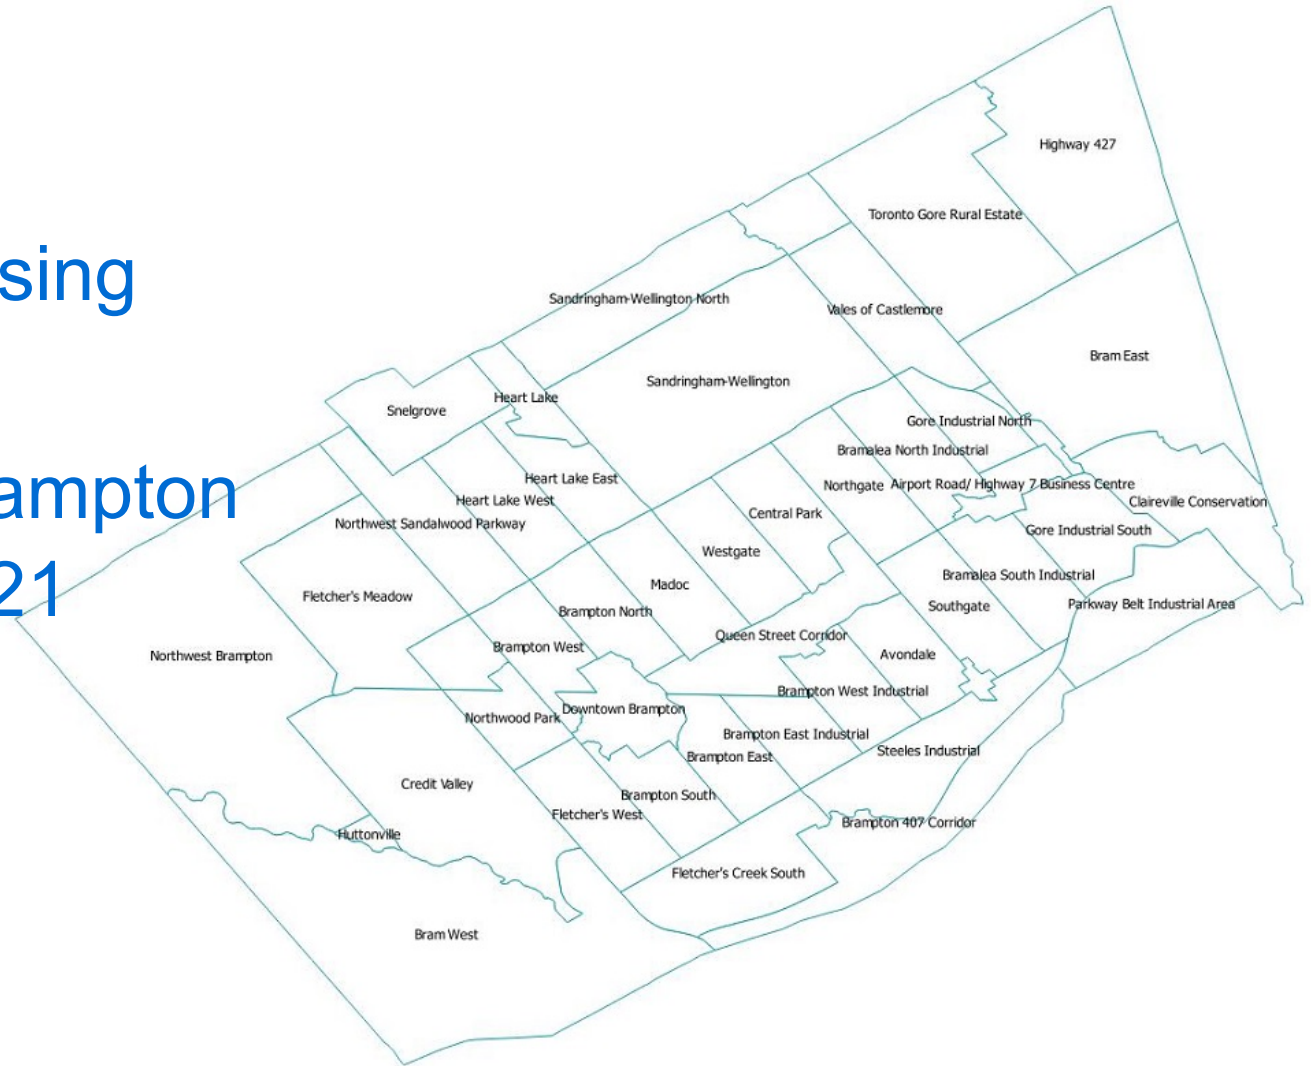 sing
ampton
21
Highway 427
Toronto Gore Rural Estate
Sandringham-Wellington North
Vales of Castlemore
Bram East
Sandringham-Wellington
Heart Lake
Snelgrove
Gore Industrial North
Bramalea North Industrial
Heart Lake East
Northgate
Airport Road/ Highway 7 Business Centre
Heart Lake West
Claireville Conservation
Central Park
Northwest Sandalwood Parkway
Gore Industrial South
Westgate
Bramalea South Industrial
Madoc
Fletcher's Meadow
Southgate
Parkway Belt Industrial Area
Brampton North
Queen Street Corridor
Brampton West
Avondale
Northwest Brampton
Brampton West Industrial
Downtown Brampton
Northwood Park
Brampton East Industrial
Steeles Industrial
Brampton East
Credit Valley
Brampton South
Fletcher's West
Brampton 407 Corridor
Huttonville
Fletcher's Creek South
Bram West